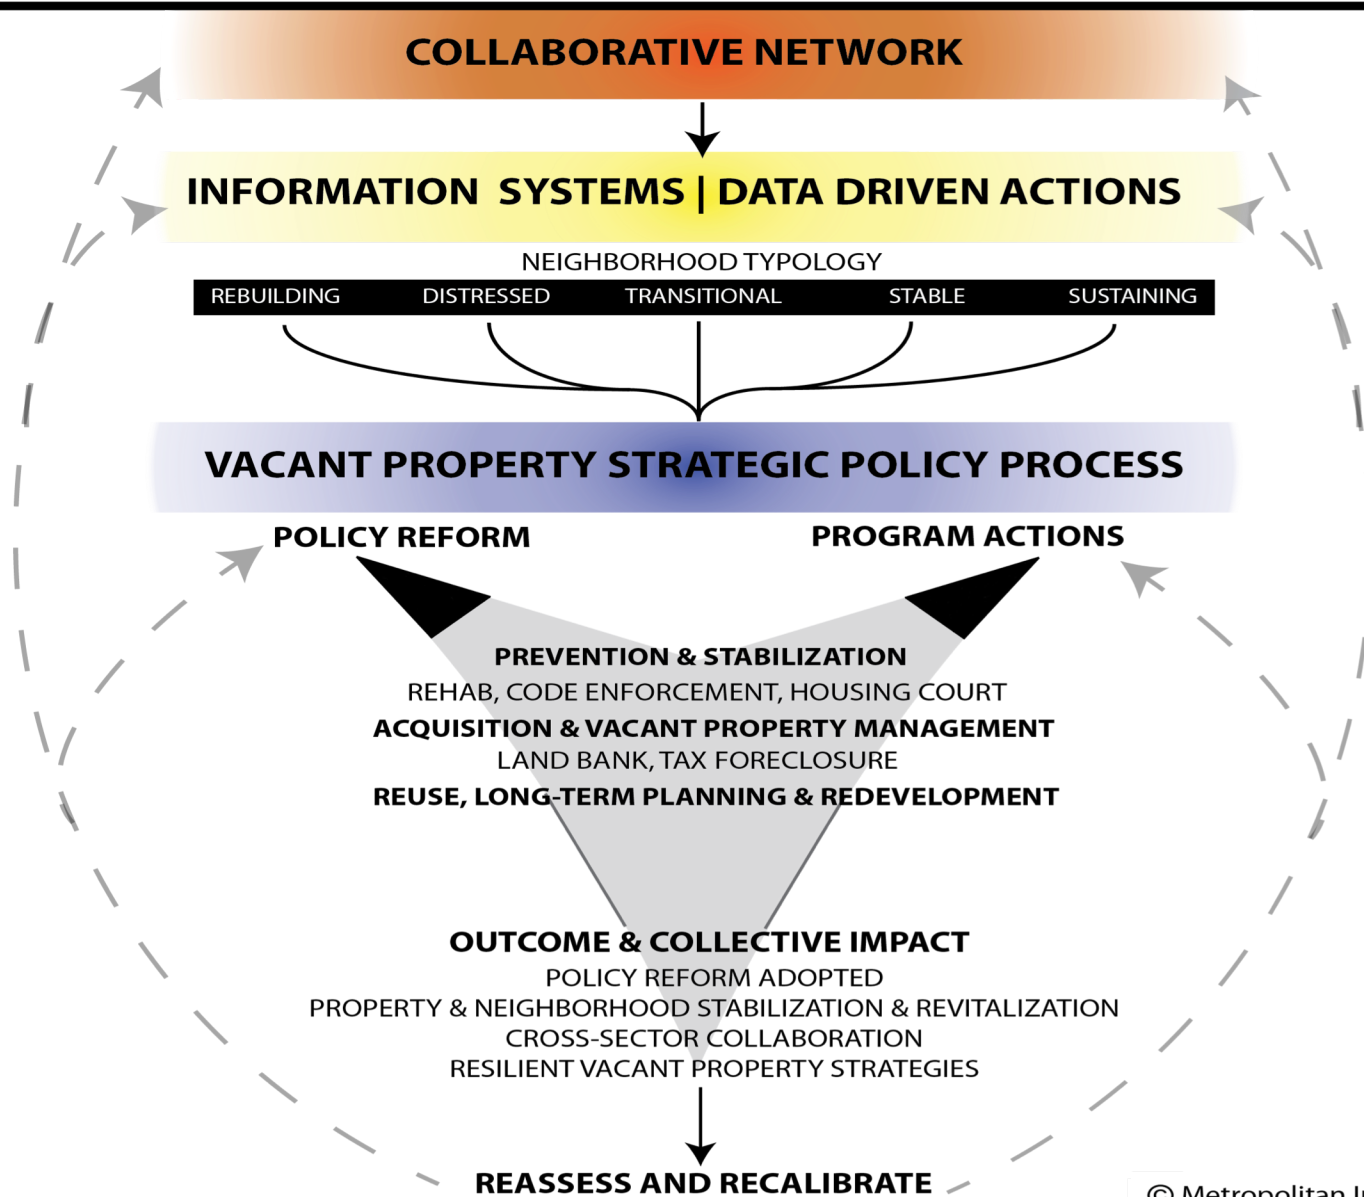 COLLABORATIVE NETWORK
INFORMATION SYSTEMS | DATA DRIVEN ACTIONS
NEIGHBORHOOD TYPOLOGY
REBUILDING DISTRESSED TRANSITIONAL STABLE SUSTAINING
VACANT PROPERTY STRATEGIC POLICY PROCESS
POLICY REFORM PROGRAM ACTIONS
PREVENTION & STABILIZATION
REHAB, CODE ENFORCEMENT, HOUSING COURT
ACQUISITION & VACANT PROPERTY MANAGEMENT
LAND BANK, TAX FORECLOSURE
REUSE, LONG-TERM PLANNING & REDEVELOPMENT
OUTCOME & COLLECTIVE IMPACT
POLICY REFORM ADOPTED
PROPERTY & NEIGHBORHOOD STABILIZATION & REVITALIZATION
CROSS-SECTOR COLLABORATION
RESILIENT VACANT PROPERTY STRATEGIES
REASSESS AND RECALIBRATE
© Metropolitan